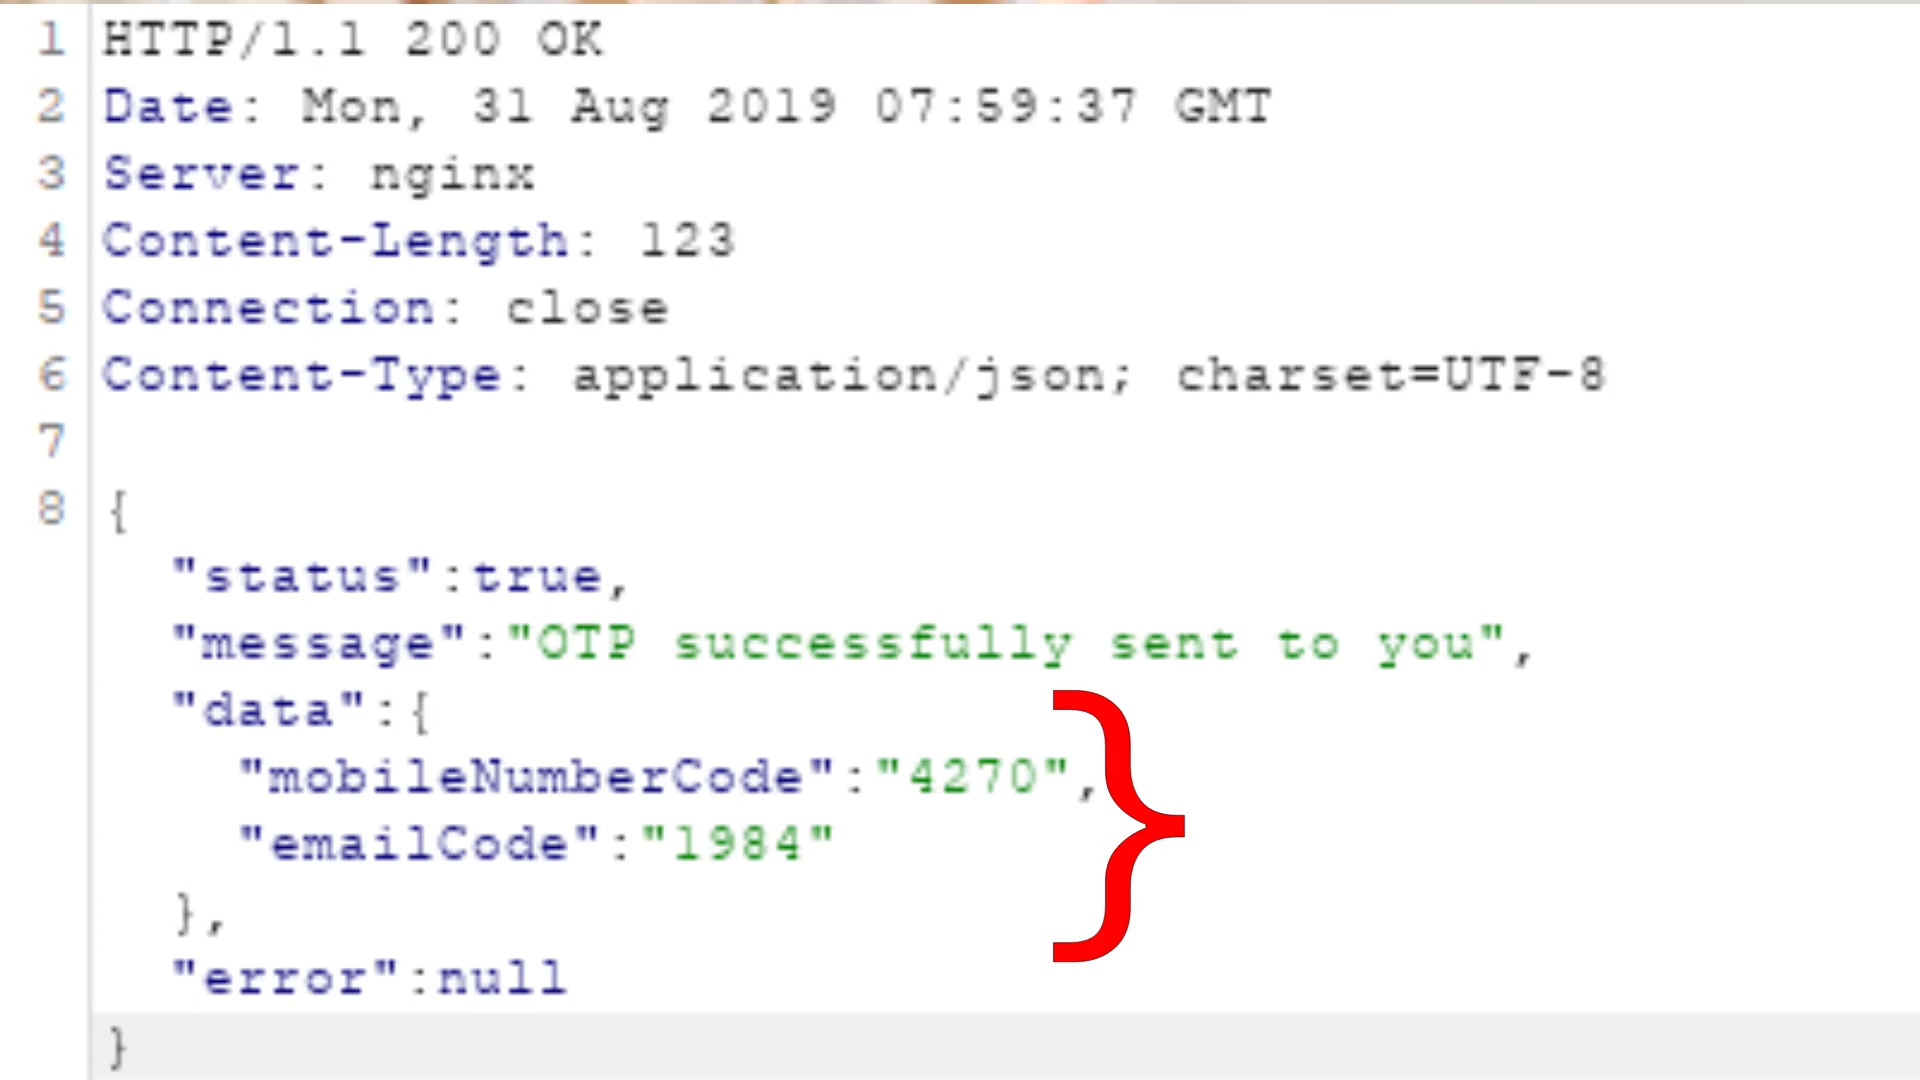 1 HTTP/1.1 200 OK
2 Date: Mon, 31 Aug 2019 07:59:37 GMT
3 Server: nginx
4 Content-Length: 123
5 Connection: close
6 Content-Type: application/json; charset=UTF-8
7
8 {
"status":true,
"message":"OTP successfully sent to you",
"data":{
"mobileNumberCode":"4270",
"emailCode":"1984"
},
"error":null
}